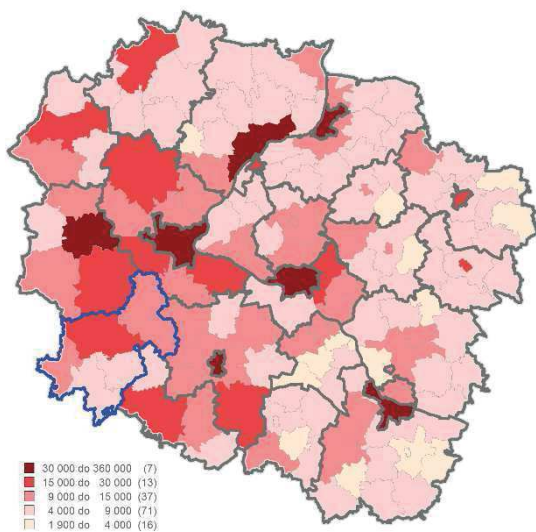 30 000 do 360 000 (7)
15 000 do 30 000 (13)
9 000 do 15 000 (37)
4 000 do 9 000 (71)
1 900 do 4 000 (16)